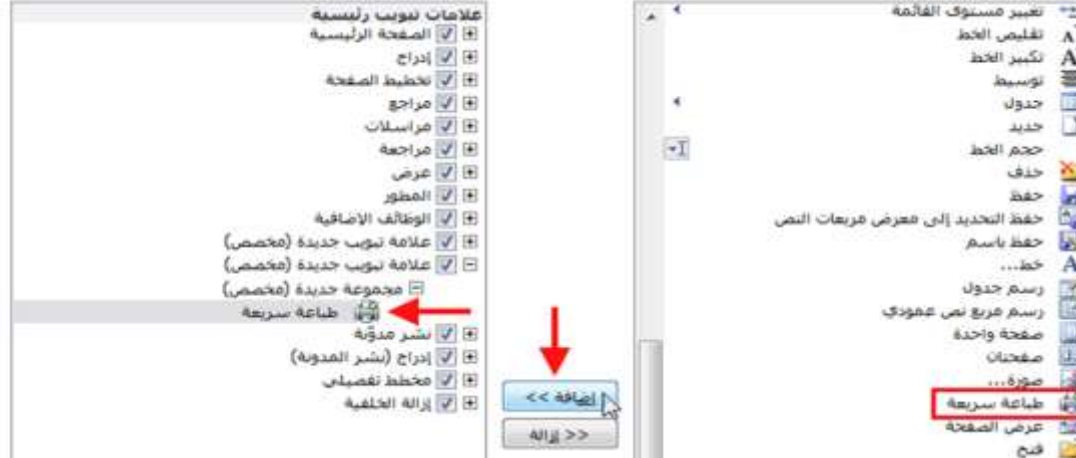 تغيير مستوى القائمة
تقليص الخط
تكبير الخط
توسيط
جدول
جديد
حجم الخط
حذف
حفظ
حفظ التحديد إلى معرض مربعات النص
حفظ باسم
خط...
رسم جدول
رسم مربع نص عمودي
صفحة واحدة
صفحتان
صورة...
طباعة سريعة
عرض الصفحة
فتح
إضافة >>
<< إزالة
علامات تبويب رئيسية
الصفحة الرئيسية
إدراج
تخطيط الصفحة
مراجع
مراسلات
مراجعة
عرض
المطور
الوظائف الإضافية
علامة تبويب جديدة (مخصص)
علامة تبويب جديدة (مخصص)
مجموعة جديدة (مخصص)
طباعة سريعة
نشر مدوّنة
إدراج (نشر المدونة)
مخطط تفصيلي
إزالة الخلفية